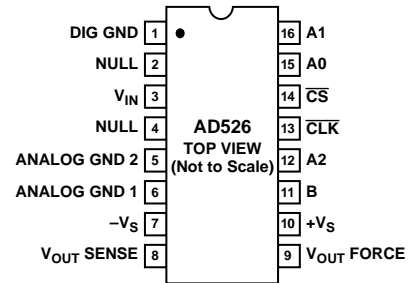 DIG GND 1
NULL 2
VIN 3
NULL 4
ANALOG GND 2 5
ANALOG GND 1 6
–VS 7
VOUT SENSE 8
AD526
TOP VIEW
(Not to Scale)
16 A1
15 A0
14 C̅S̅
13 C̅L̅K̅
12 A2
11 B
10 +VS
9 VOUT FORCE